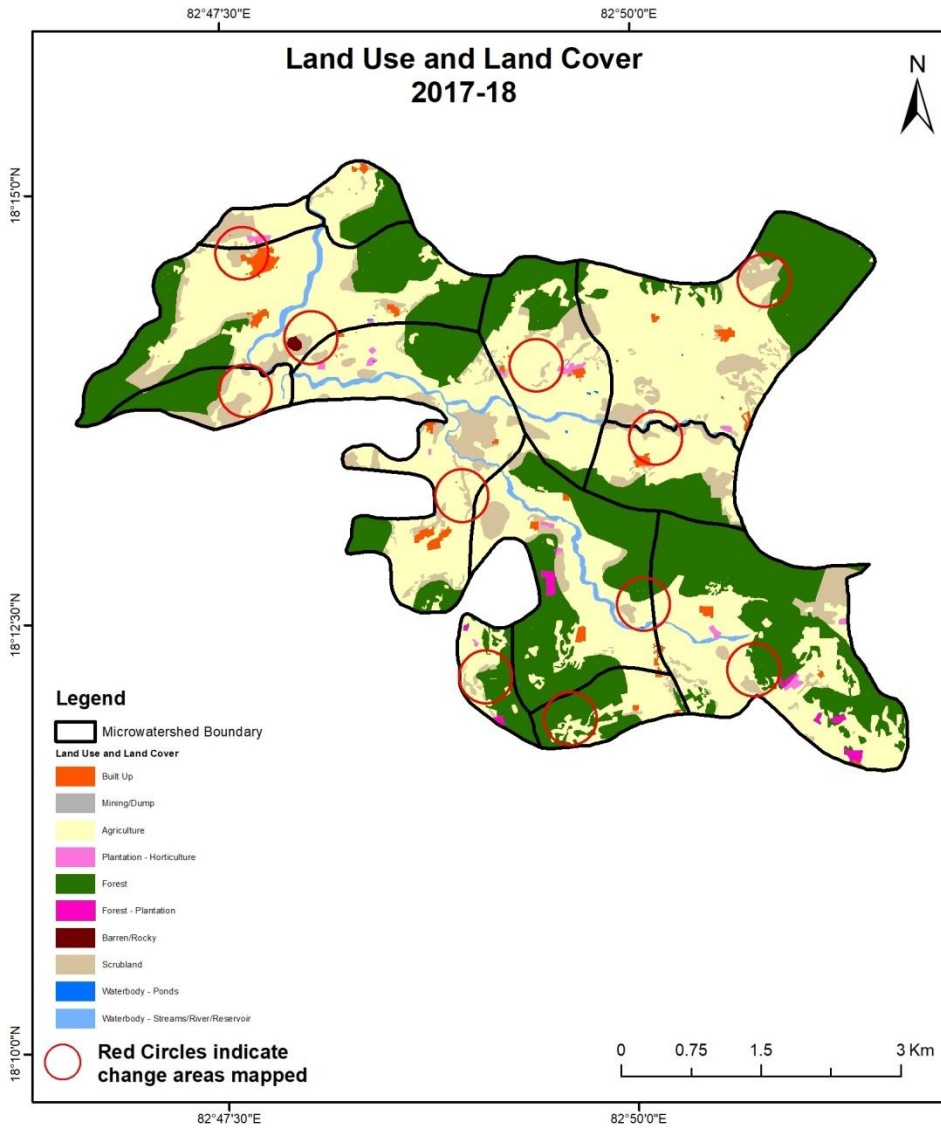 82°47'30"E
82°50'0"E
Land Use and Land Cover
2017-18
N
18°15'0"N
18°12'30"N
18°10'0"N
Legend
Microwatershed Boundary
Land Use and Land Cover
Built Up
Mining/Dump
Agriculture
Plantation - Horticulture
Forest
Forest - Plantation
Barren/Rocky
Scrubland
Waterbody - Ponds
Waterbody - Streams/River/Reservoir
Red Circles indicate
change areas mapped
0 0.75 1.5 3 Km
82°47'30"E
82°50'0"E